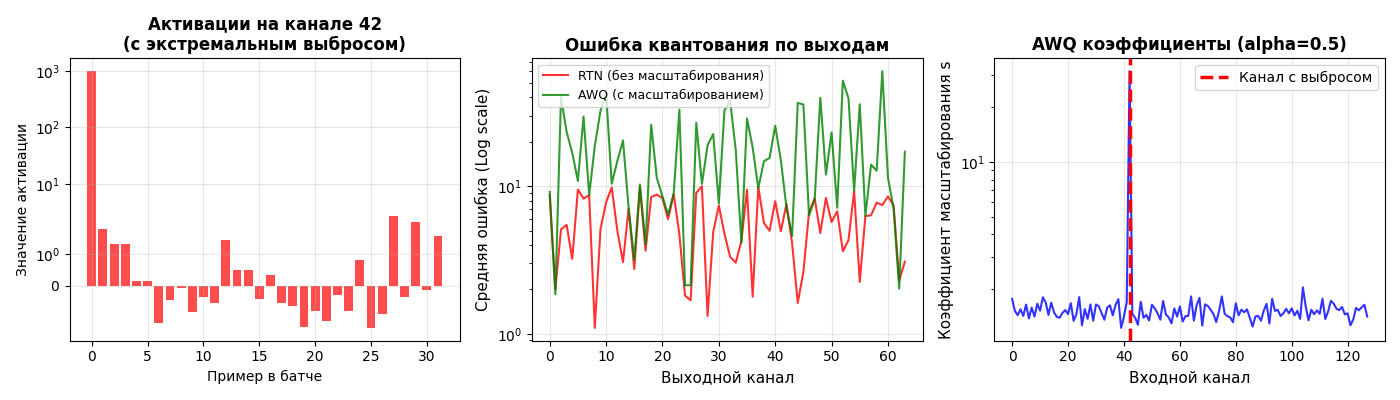 Активации на канале 42
(с экстремальным выбросом)
Значение активации
10³
10²
10¹
10⁰
0
0 5 10 15 20 25 30
Пример в батче
Ошибка квантования по выходам
Средняя ошибка (Log scale)
RTN (без масштабирования)
AWQ (с масштабированием)
10¹
10⁰
0 10 20 30 40 50 60
Выходной канал
AWQ коэффициенты (alpha=0.5)
Коэффициент масштабирования s
Канал с выбросом
10¹
0 20 40 60 80 100 120
Входной канал